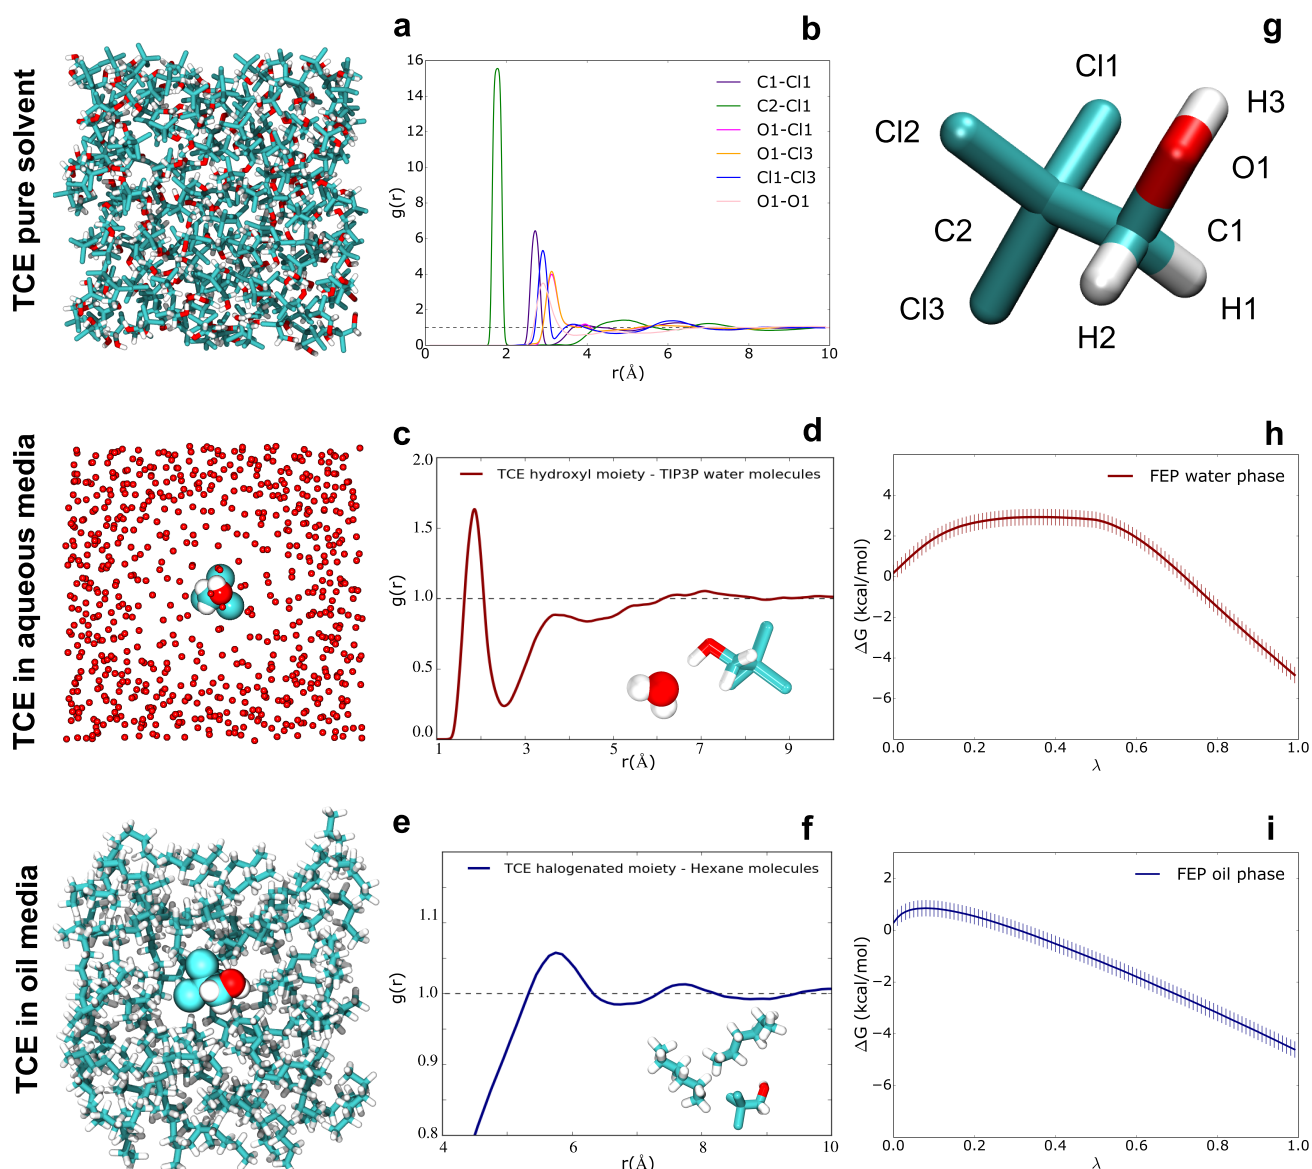 TCE pure solvent
a
b
16
14
12
10
8
6
4
2
0
g(r)
C1-Cl1
C2-Cl1
O1-Cl1
O1-Cl3
Cl1-Cl3
O1-O1
0 2 4 6 8 10
r(Å)
g
Cl1
H3
Cl2
O1
C2
C1
Cl3
H1
H2
TCE in aqueous media
c
d
2.0
1.5
1.0
0.5
0.0
g(r)
TCE hydroxyl moiety - TIP3P water molecules
1 3 5 7 9
r(Å)
h
FEP water phase
2
0
−2
−4
−6
ΔG (kcal/mol)
0.0 0.2 0.4 0.6 0.8 1.0
λ
TCE in oil media
e
f
1.1
1.0
0.9
0.8
g(r)
TCE halogenated moiety - Hexane molecules
4 6 8 10
r(Å)
i
FEP oil phase
2
0
−2
−4
−6
ΔG (kcal/mol)
0.0 0.2 0.4 0.6 0.8 1.0
λ